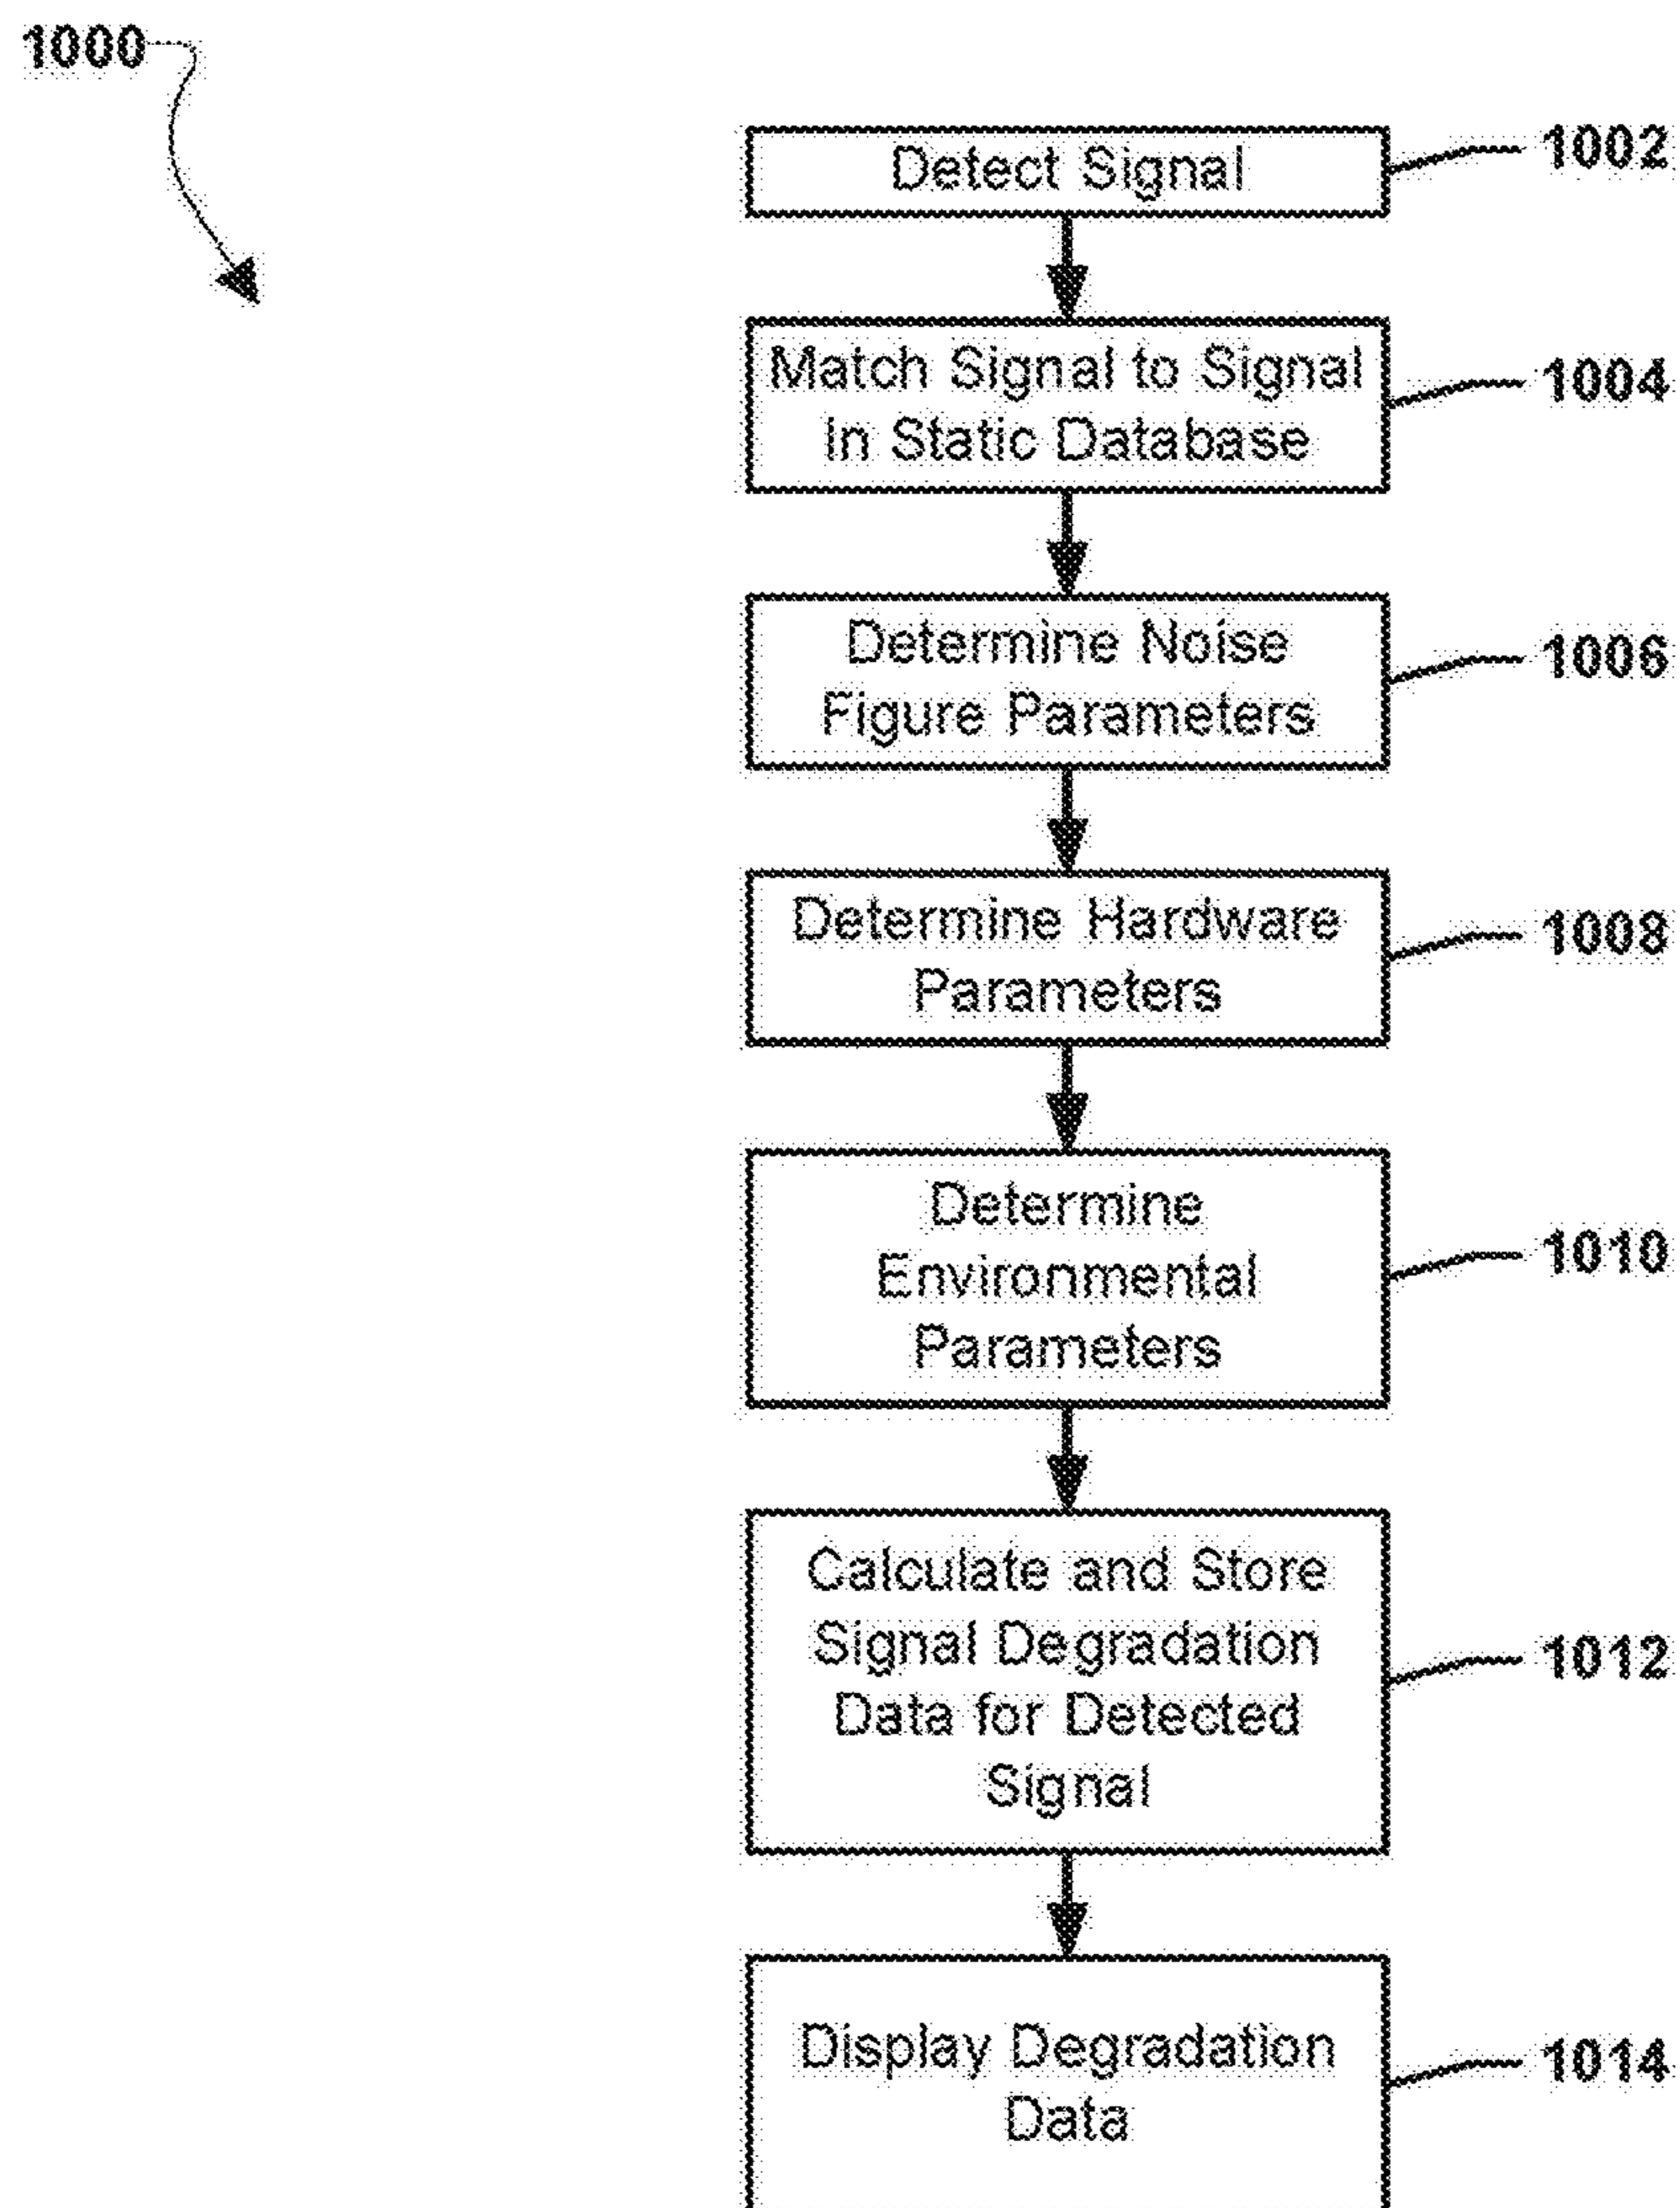 1000
Detect Signal
1002
Match Signal to Signal
In Static Database
1004
Determine Noise
Figure Parameters
1006
Determine Hardware
Parameters
1008
Determine
Environmental
Parameters
1010
Calculate and Store
Signal Degradation
Data for Detected
Signal
1012
Display Degradation
Data
1014